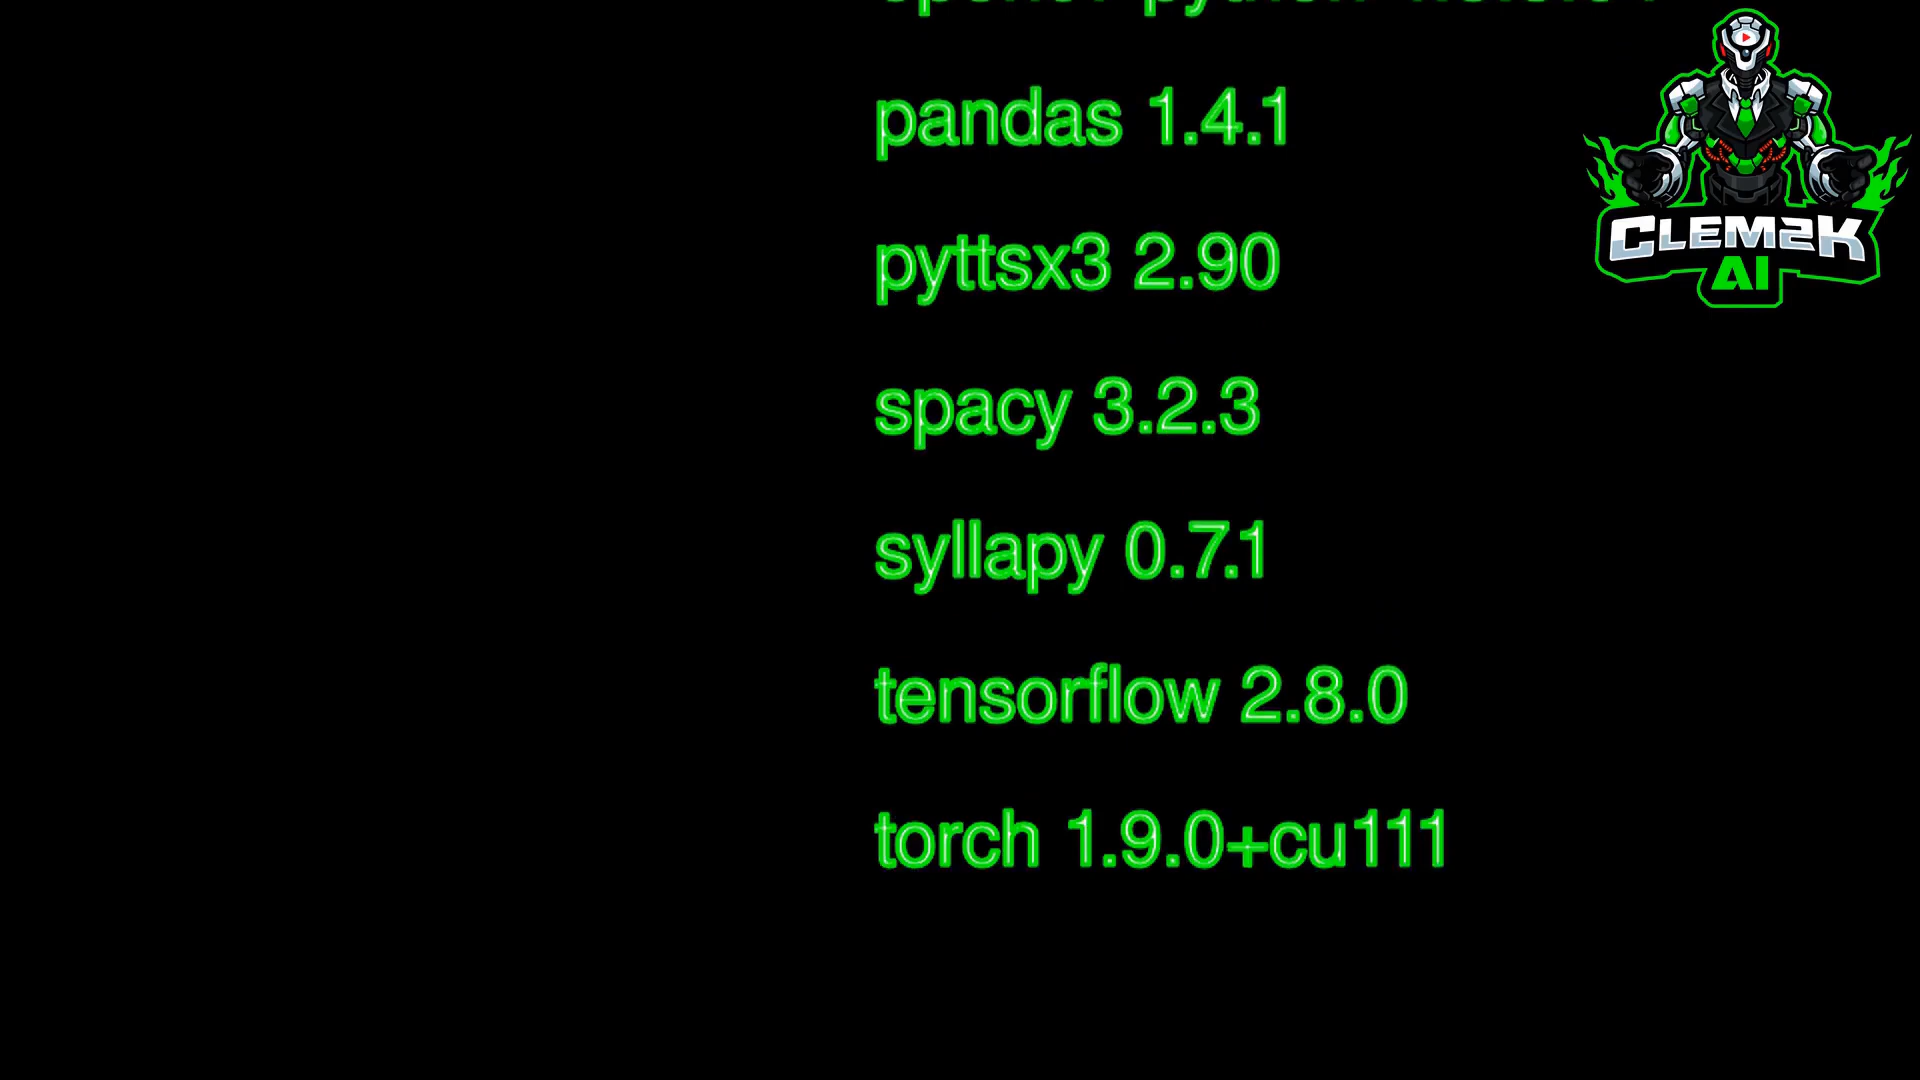 pandas 1.4.1
pyttsx3 2.90
spacy 3.2.3
syllapy 0.7.1
tensorflow 2.8.0
torch 1.9.0+cu111
CLEM2K
AI